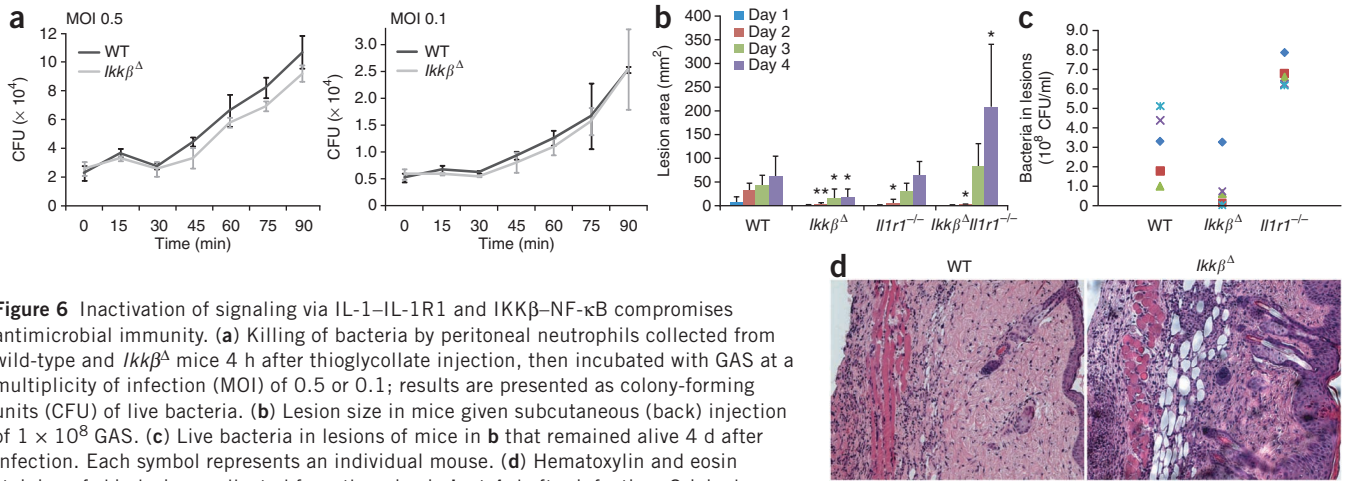 a
MOI 0.5
CFU (× 10⁴)
12
10
8
6
4
2
0
WT
Ikkβ^Δ
0 15 30 45 60 75 90
Time (min)
MOI 0.1
CFU (× 10⁴)
3.0
2.5
2.0
1.5
1.0
0.5
0
WT
Ikkβ^Δ
0 15 30 45 60 75 90
Time (min)
b
Lesion area (mm²)
400
350
300
250
200
150
100
50
0
Day 1
Day 2
Day 3
Day 4
** * *
*
* *
WT Ikkβ^Δ Il1r1⁻/⁻ Ikkβ^ΔIl1r1⁻/⁻
c
Bacteria in lesions
(10⁸ CFU/ml)
9.0
8.0
7.0
6.0
5.0
4.0
3.0
2.0
1.0
0
WT Ikkβ^Δ Il1r1⁻/⁻
d
WT Ikkβ^Δ
Figure 6 Inactivation of signaling via IL-1–IL-1R1 and IKKβ–NF-κB compromises
antimicrobial immunity. (a) Killing of bacteria by peritoneal neutrophils collected from
wild-type and Ikkβ^Δ mice 4 h after thioglycollate injection, then incubated with GAS at a
multiplicity of infection (MOI) of 0.5 or 0.1; results are presented as colony-forming
units (CFU) of live bacteria. (b) Lesion size in mice given subcutaneous (back) injection
of 1 × 10⁸ GAS. (c) Live bacteria in lesions of mice in b that remained alive 4 d after
infection. Each symbol represents an individual mouse. (d) Hematoxylin and eosin